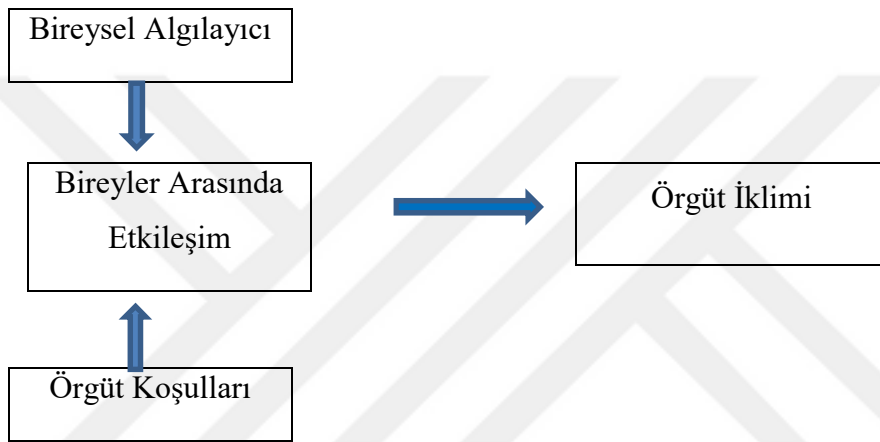 Bireysel Algılayıcı
Bireyler Arasında
Etkileşim
Örgüt İklimi
Örgüt Koşulları